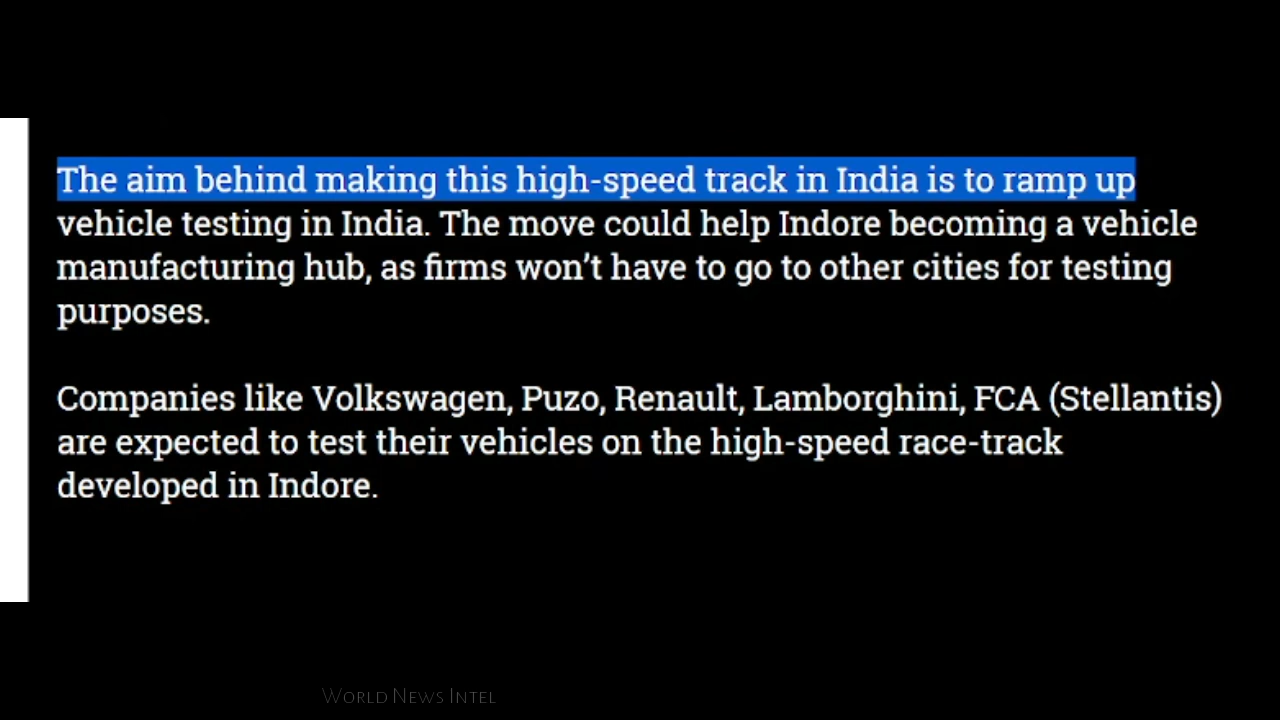 The aim behind making this high-speed track in India is to ramp up
vehicle testing in India. The move could help Indore becoming a vehicle
manufacturing hub, as firms won’t have to go to other cities for testing
purposes.
Companies like Volkswagen, Puzo, Renault, Lamborghini, FCA (Stellantis)
are expected to test their vehicles on the high-speed race-track
developed in Indore.
World News Intel